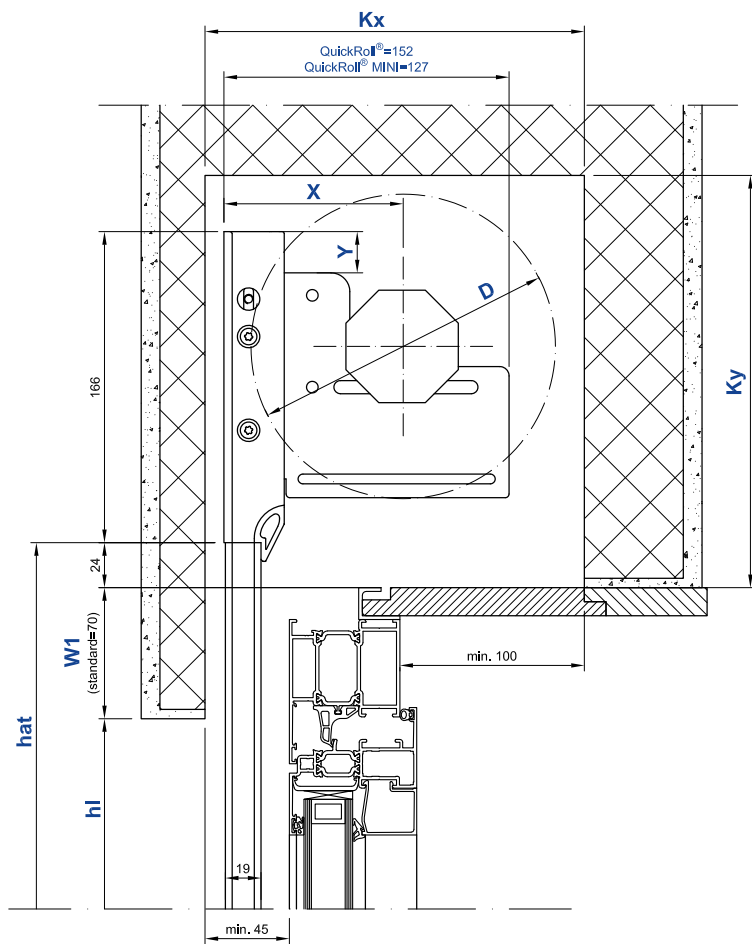 Kx
QuickRoll®=152
QuickRoll® MINI=127
X
Y
D
166
Ky
24
W1
(standard=70)
min. 100
hat
hl
19
min. 45